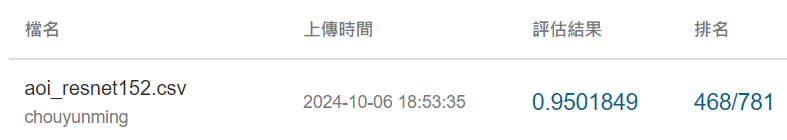 檔名 上傳時間 評估結果 排名
aoi_resnet152.csv 2024-10-06 18:53:35 0.9501849 468/781
chouyunming